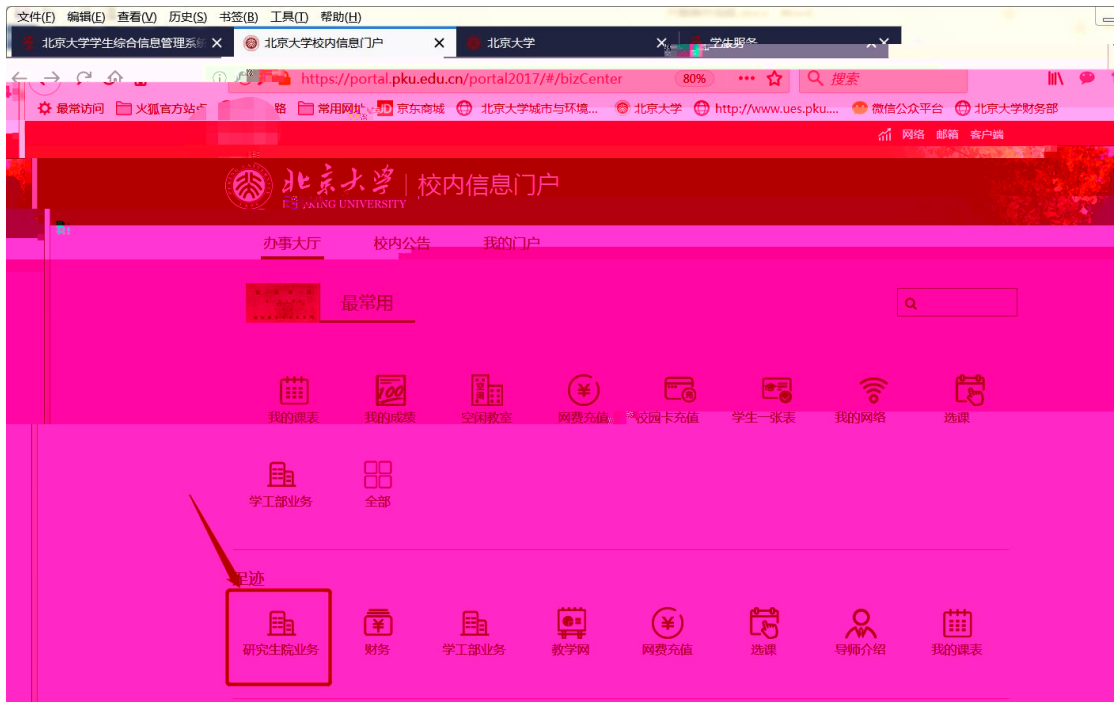 文件(F) 编辑(E) 查看(V) 历史(S) 书签(B) 工具(T) 帮助(H)
北京大学学生综合信息管理系统 北京大学校内信息门户 北京大学 学生服务
https://portal.pku.edu.cn/portal2017/#/bizCenter 80% 搜索
最常访问 火狐官方站点 常用网址 JD 京东商城 北京大学城市与环境... 北京大学 http://www.ues.pku.... 微信公众平台 北京大学财务部
网络 邮箱 客户端
北京大学 校内信息门户
UNIVERSITY
办事大厅 校内公告 我的门户
最常用
我的课表 我的成绩 空闲教室 网费充值 校园卡充值 学生一张表 我的网络 选课
学工部业务 全部
足迹
研究生院业务 财务 学工部业务 教学网 网费充值 选课 导师介绍 我的课表